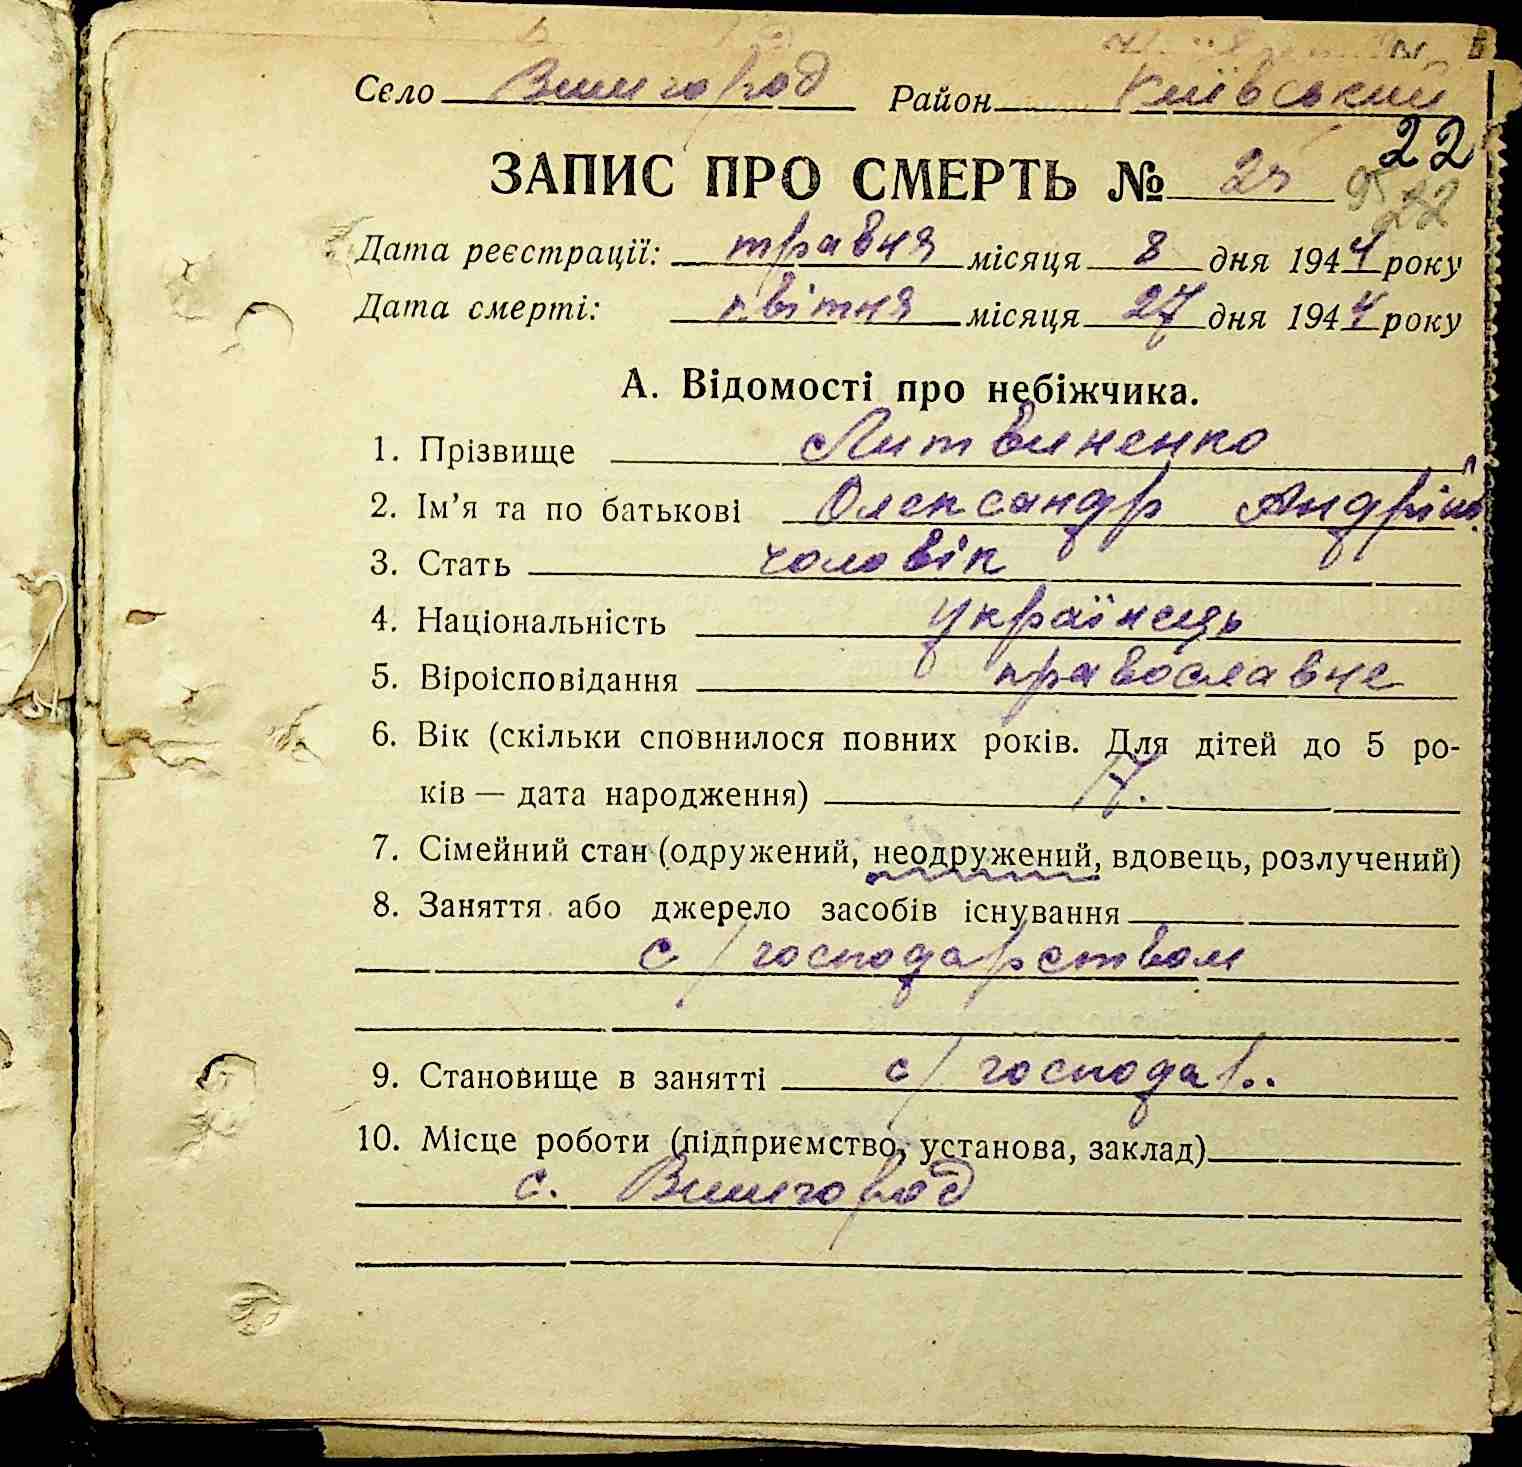 Село Вишгород Район Київський
22
ЗАПИС ПРО СМЕРТЬ №
22
Дата реєстрації: травня місяця 8 дня 1944 року
Дата смерті: квітня місяця 27 дня 1944 року
А. Відомості про небіжчика.
1. Прізвище Литвиненко
2. Ім'я та по батькові Олександр
3. Стать чоловік
4. Національність українець
5. Віроісповідання православне
6. Вік (скільки сповнилося повних років. Для дітей до 5 ро-
ків — дата народження)
7. Сімейний стан (одружений, неодружений, вдовець, розлучений)
8. Заняття або джерело засобів існування
с/господарством
9. Становище в занятті с/господар..
10. Місце роботи (підприємство, установа, заклад)
с. Вишгород